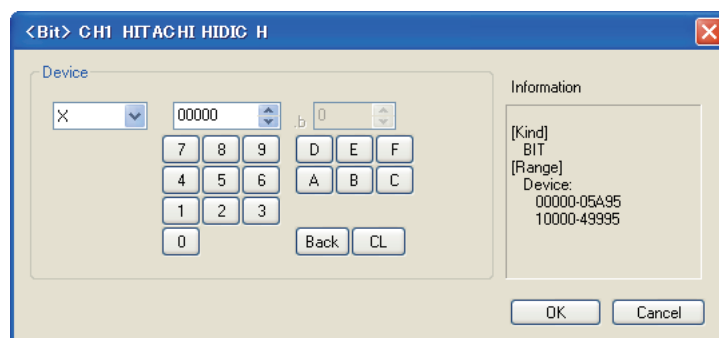 <Bit> CH1 HITACHI HIDIC H
Device
X 00000 .b 0
7 8 9 D E F
4 5 6 A B C
1 2 3
0 Back CL
Information
[Kind]
BIT
[Range]
Device:
00000-05A95
10000-49995
OK Cancel